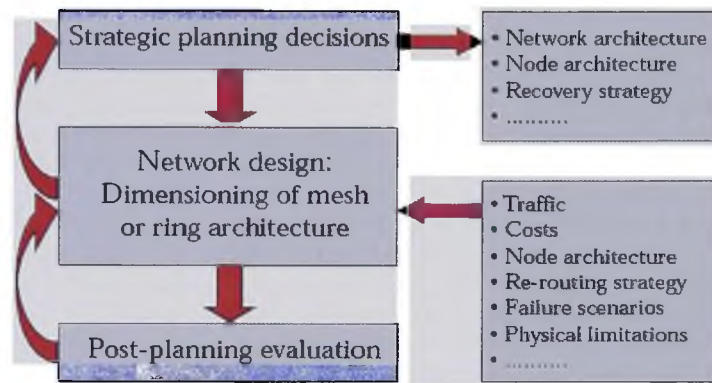 Strategic planning decisions
• Network architecture
• Node architecture
• Recovery strategy
• ..........
Network design:
Dimensioning of mesh
or ring architecture
• Traffic
• Costs
• Node architecture
• Re-routing strategy
• Failure scenarios
• Physical limitations
• ..........
Post-planning evaluation